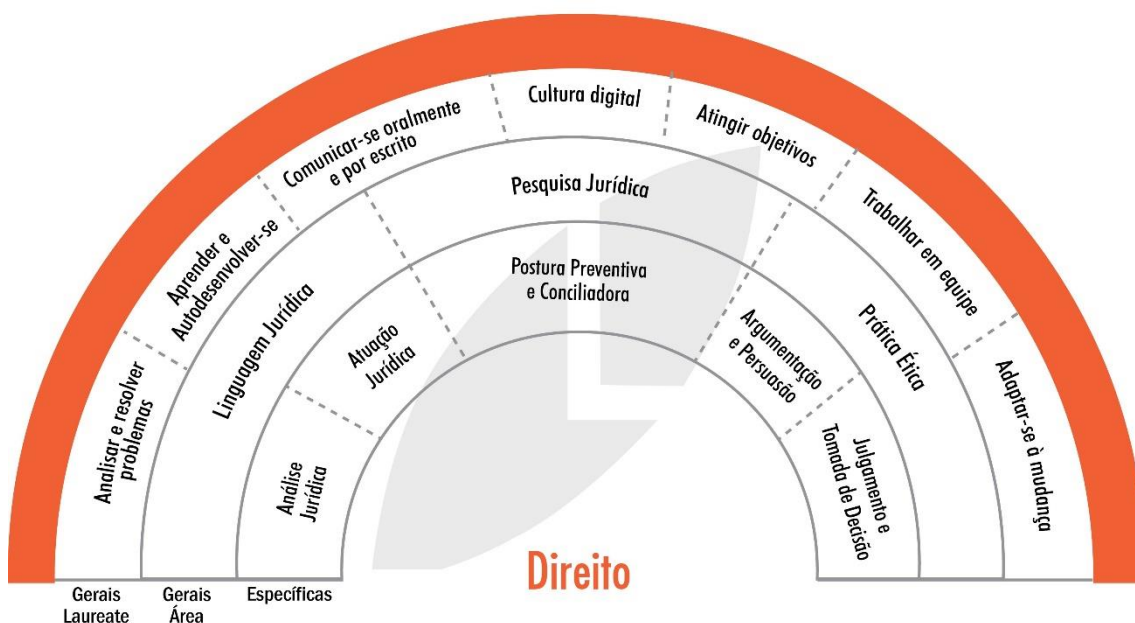 Analisar e resolver
problemas
Aprender e
Autodesenvolver-se
Comunicar-se oralmente
e por escrito
Cultura digital
Atingir objetivos
Trabalhar em equipe
Adaptar-se à mudança
Linguagem Jurídica
Pesquisa Jurídica
Prática Ética
Análise
Jurídica
Atuação
Jurídica
Postura Preventiva
e Conciliadora
Argumentação
e Persuasão
Julgamento e
Tomada de Decisão
Direito
Gerais
Laureate
Gerais
Área
Específicas